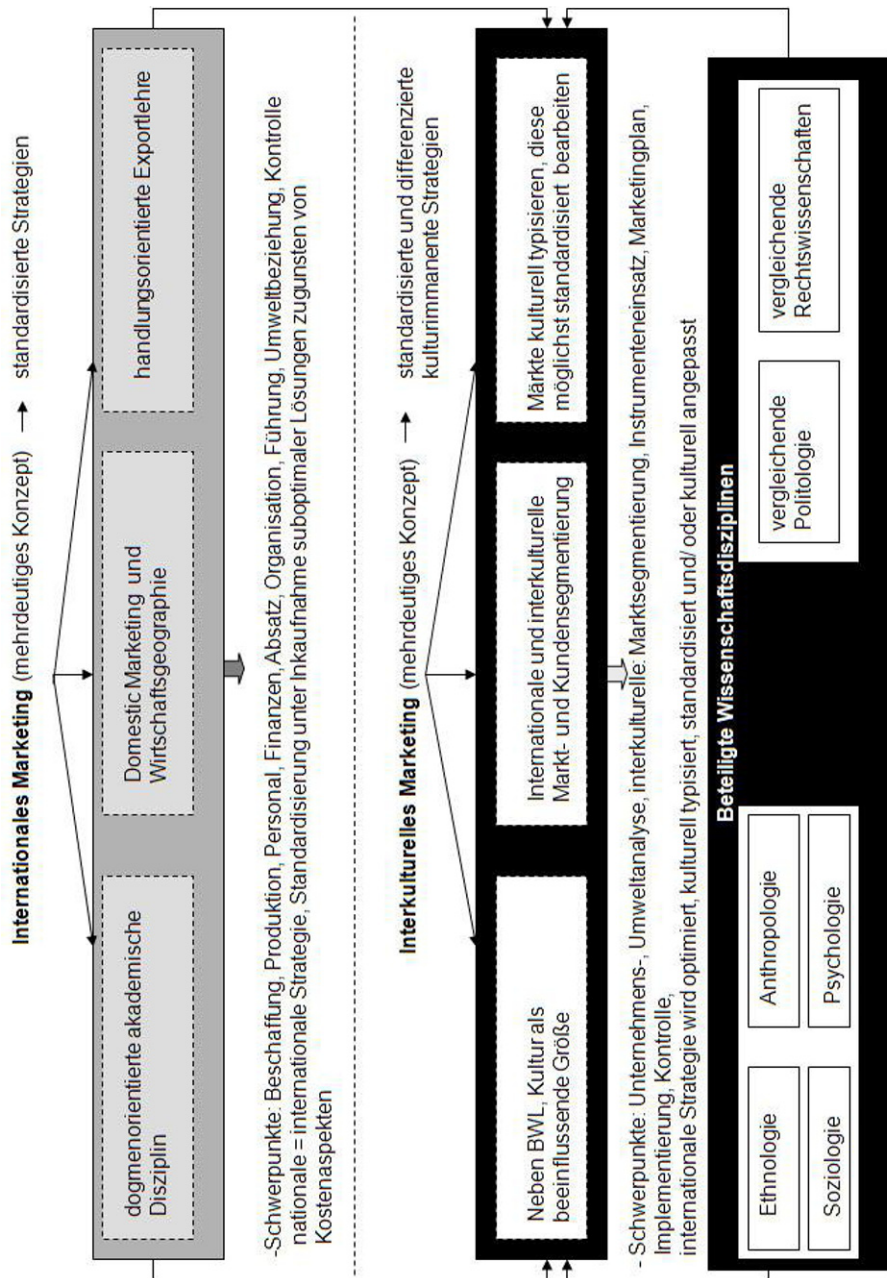 Internationales Marketing (mehrdeutiges Konzept) → standardisierte Strategien
dogmenorientierte akademische
Disziplin
Domestic Marketing und
Wirtschaftsgeographie
handlungsorientierte Exportlehre
-Schwerpunkte: Beschaffung, Produktion, Personal, Finanzen, Absatz, Organisation, Führung, Umweltbeziehung, Kontrolle
nationale = internationale Strategie, Standardisierung unter Inkaufnahme suboptimaler Lösungen zugunsten von
Kostenaspekten
Interkulturelles Marketing (mehrdeutiges Konzept) → standardisierte und differenzierte
kulturimmanente Strategien
Neben BWL, Kultur als
beeinflussende Größe
Internationale und interkulturelle
Markt- und Kundensegmentierung
Märkte kulturell typisieren, diese
möglichst standardisiert bearbeiten
- Schwerpunkte: Unternehmens-, Umweltanalyse, interkulturelle: Marktsegmentierung, Instrumenteneinsatz, Marketingplan,
Implementierung, Kontrolle,
internationale Strategie wird optimiert, kulturell typisiert, standardisiert und/ oder kulturell angepasst
Beteiligte Wissenschaftsdisziplinen
Ethnologie
Anthropologie
Soziologie
Psychologie
vergleichende
Politologie
vergleichende
Rechtswissenschaften